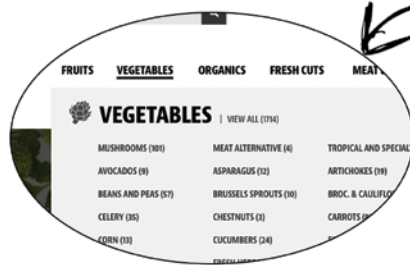 FRUITS VEGETABLES ORGANICS FRESH CUTS MEAT
VEGETABLES | VIEW ALL (1714)
MUSHROOMS (101) MEAT ALTERNATIVE (4) TROPICAL AND
AVOCADOS (9) ASPARAGUS (12) ARTICHOKES (19)
BEANS AND PEAS (57) BRUSSELS SPROUTS (10) BROC. &
CELERY (35) CHESTNUTS (3) CARROTS
CORN (13) CUCUMBERS (24)